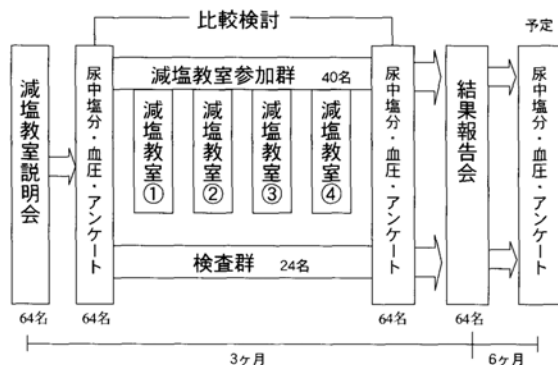 比較検討
予定
減塩教室説明会
尿中塩分・血圧・アンケート
減塩教室参加群 40名
減塩教室①
減塩教室②
減塩教室③
減塩教室④
検査群 24名
尿中塩分・血圧・アンケート
結果報告会
尿中塩分・血圧・アンケート
64名
64名
64名
64名
3ヶ月
6ヶ月